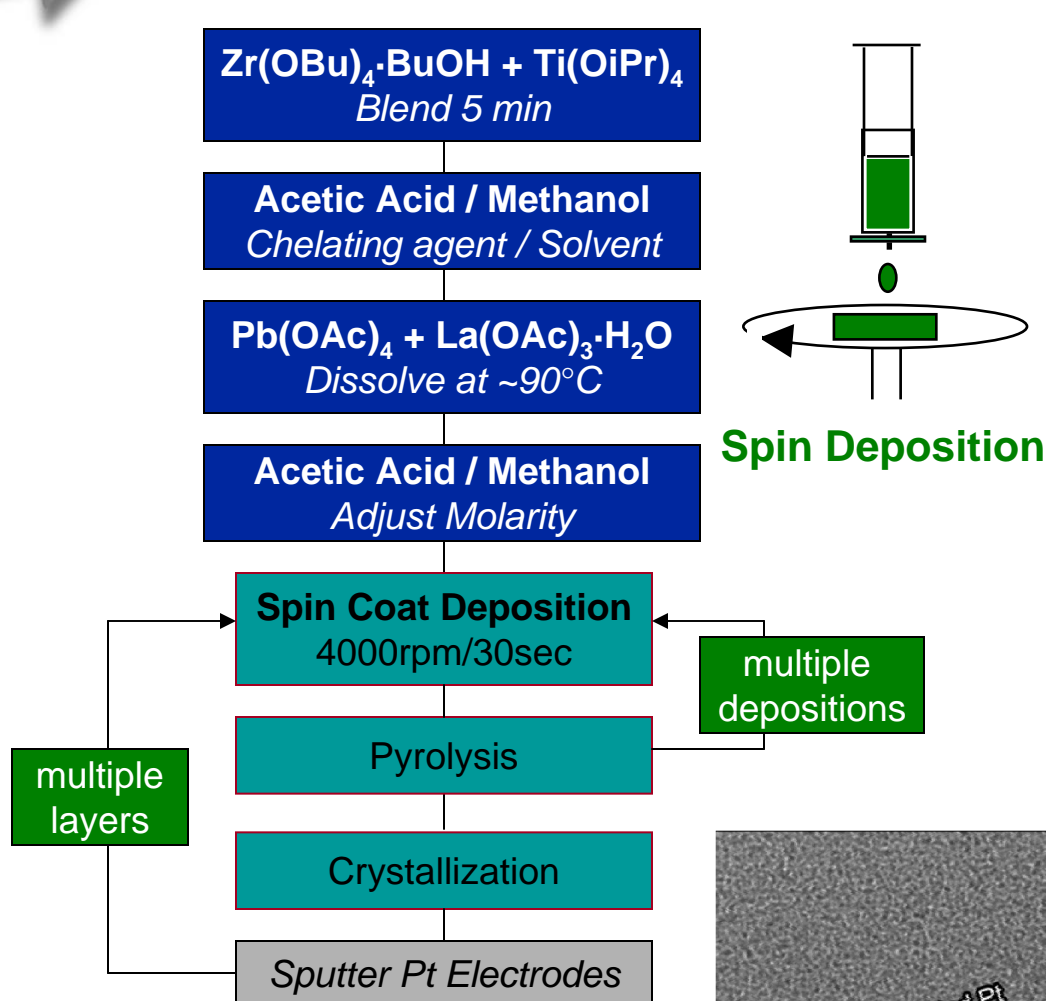 Zr(OBu)₄·BuOH + Ti(OiPr)₄
Blend 5 min
Acetic Acid / Methanol
Chelating agent / Solvent
Pb(OAc)₄ + La(OAc)₃·H₂O
Dissolve at ~90°C
Acetic Acid / Methanol
Adjust Molarity
Spin Deposition
Spin Coat Deposition
4000rpm/30sec
multiple
depositions
Pyrolysis
multiple
layers
Crystallization
Sputter Pt Electrodes
Pt